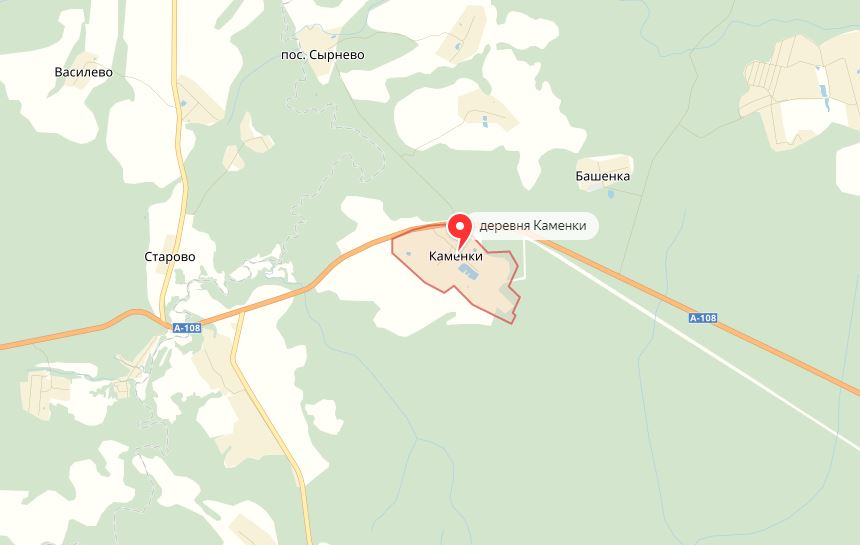 пос. Сырнево
Василево
Башенка
деревня Каменки
Старово
Каменки
А-108
А-108